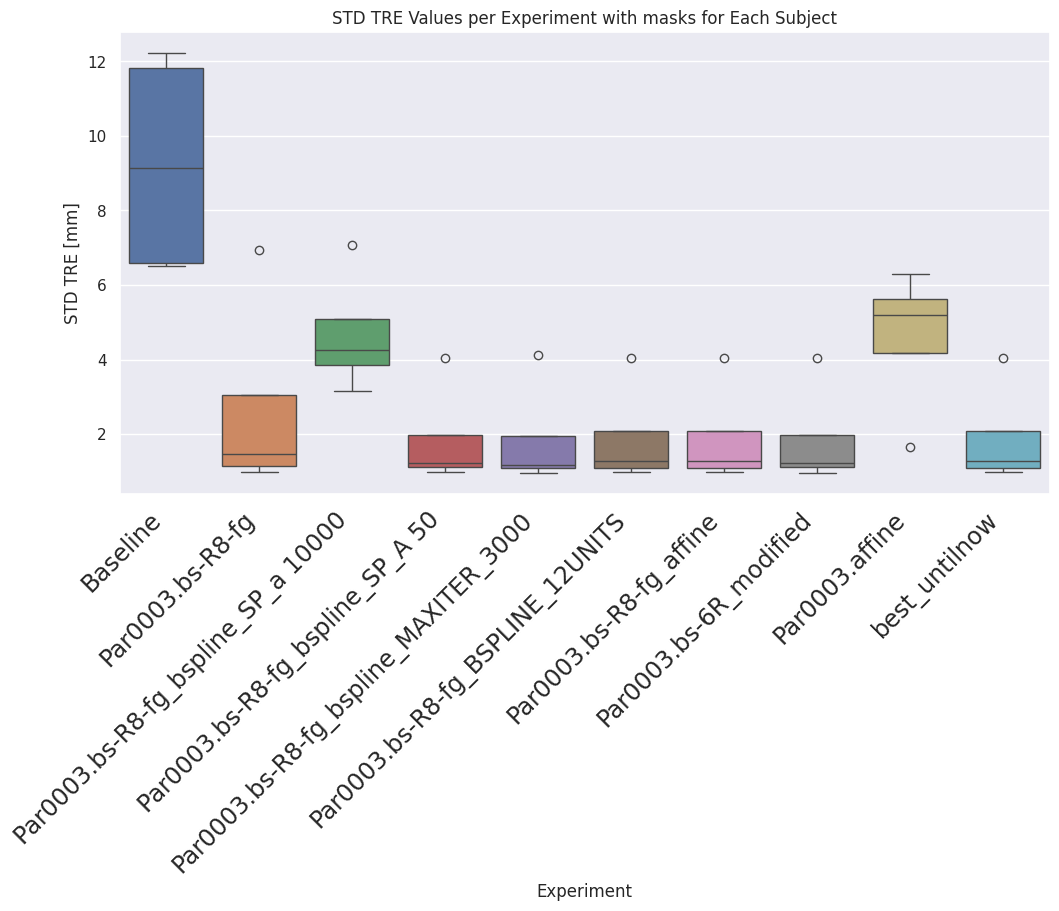 STD TRE Values per Experiment with masks for Each Subject
STD TRE [mm]
12
10
8
6
4
2
Baseline
Par0003.bs-R8-fg
Par0003.bs-R8-fg_bspline_SP_a 10000
Par0003.bs-R8-fg_bspline_SP_A 50
Par0003.bs-R8-fg_bspline_MAXITER_3000
Par0003.bs-R8-fg_BSPLINE_12UNITS
Par0003.bs-R8-fg_affine
Par0003.bs-6R_modified
Par0003.affine
best_untilnow
Experiment